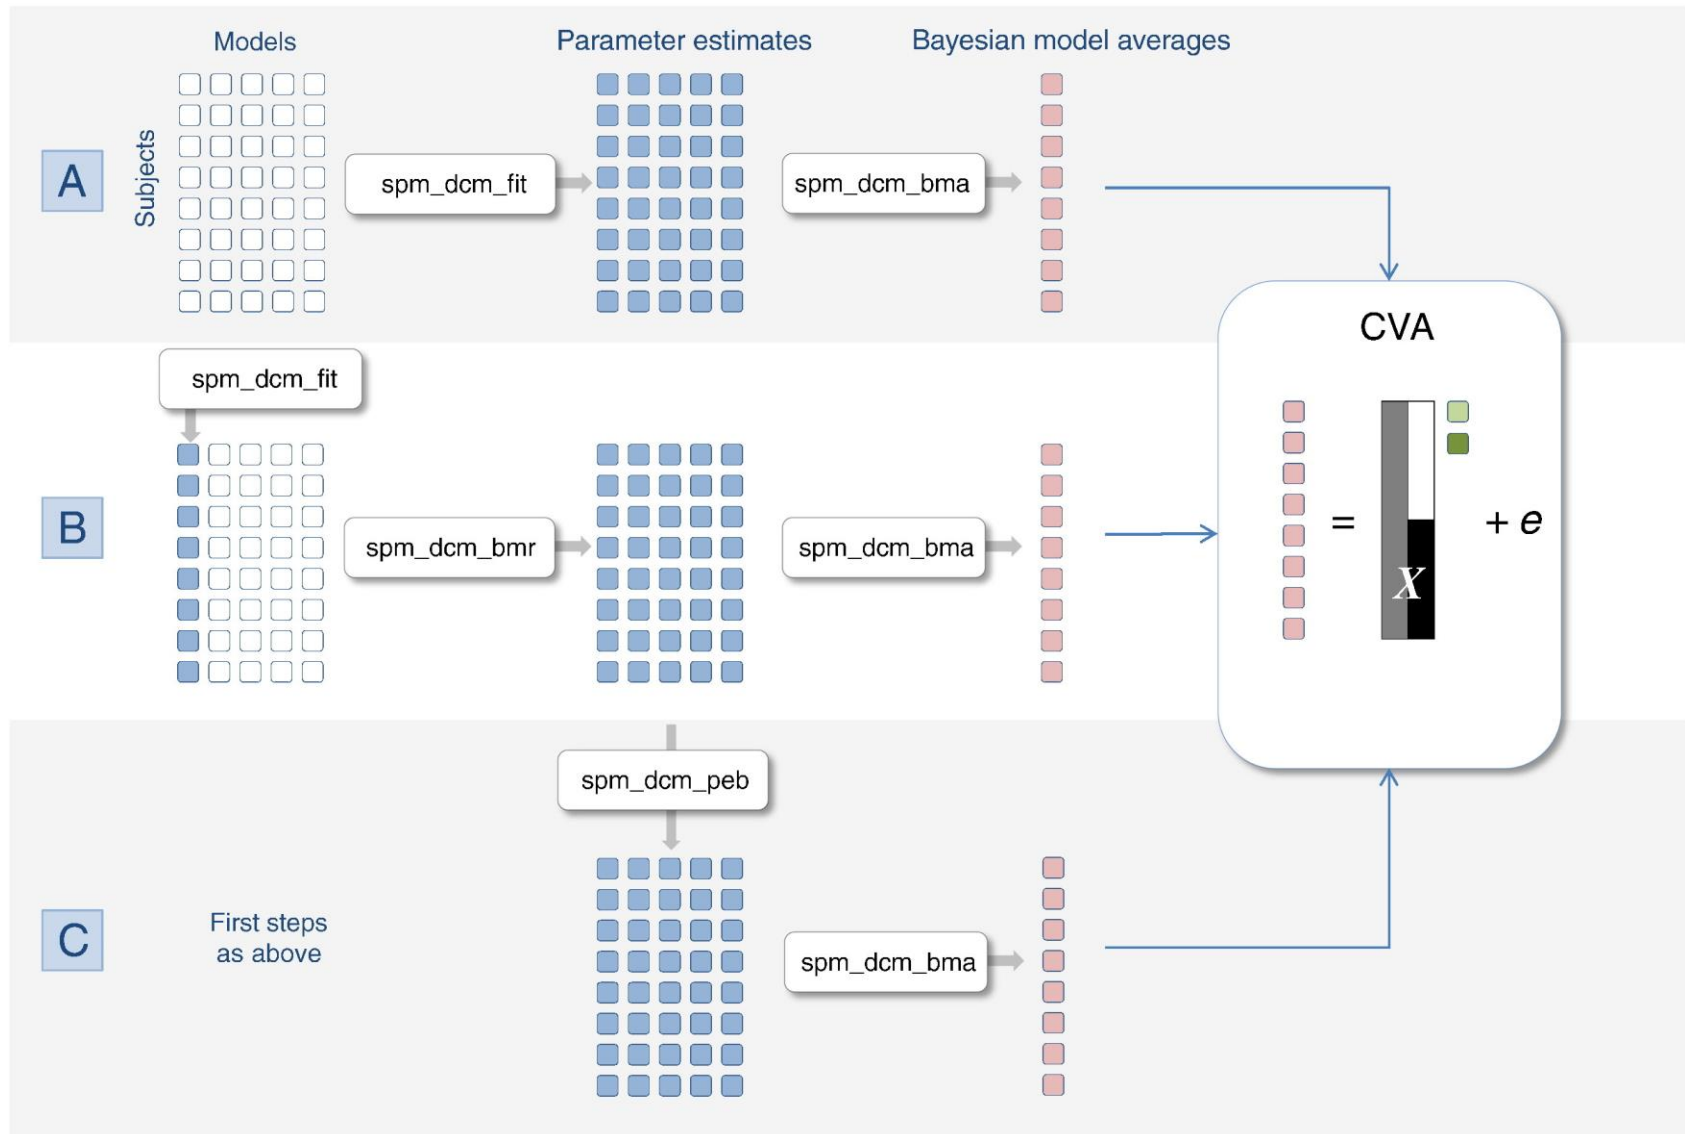 Models
Parameter estimates
Bayesian model averages
A
Subjects
spm_dcm_fit
spm_dcm_bma
CVA
spm_dcm_fit
B
spm_dcm_bmr
spm_dcm_bma
=
X
+ e
spm_dcm_peb
C
First steps
as above
spm_dcm_bma